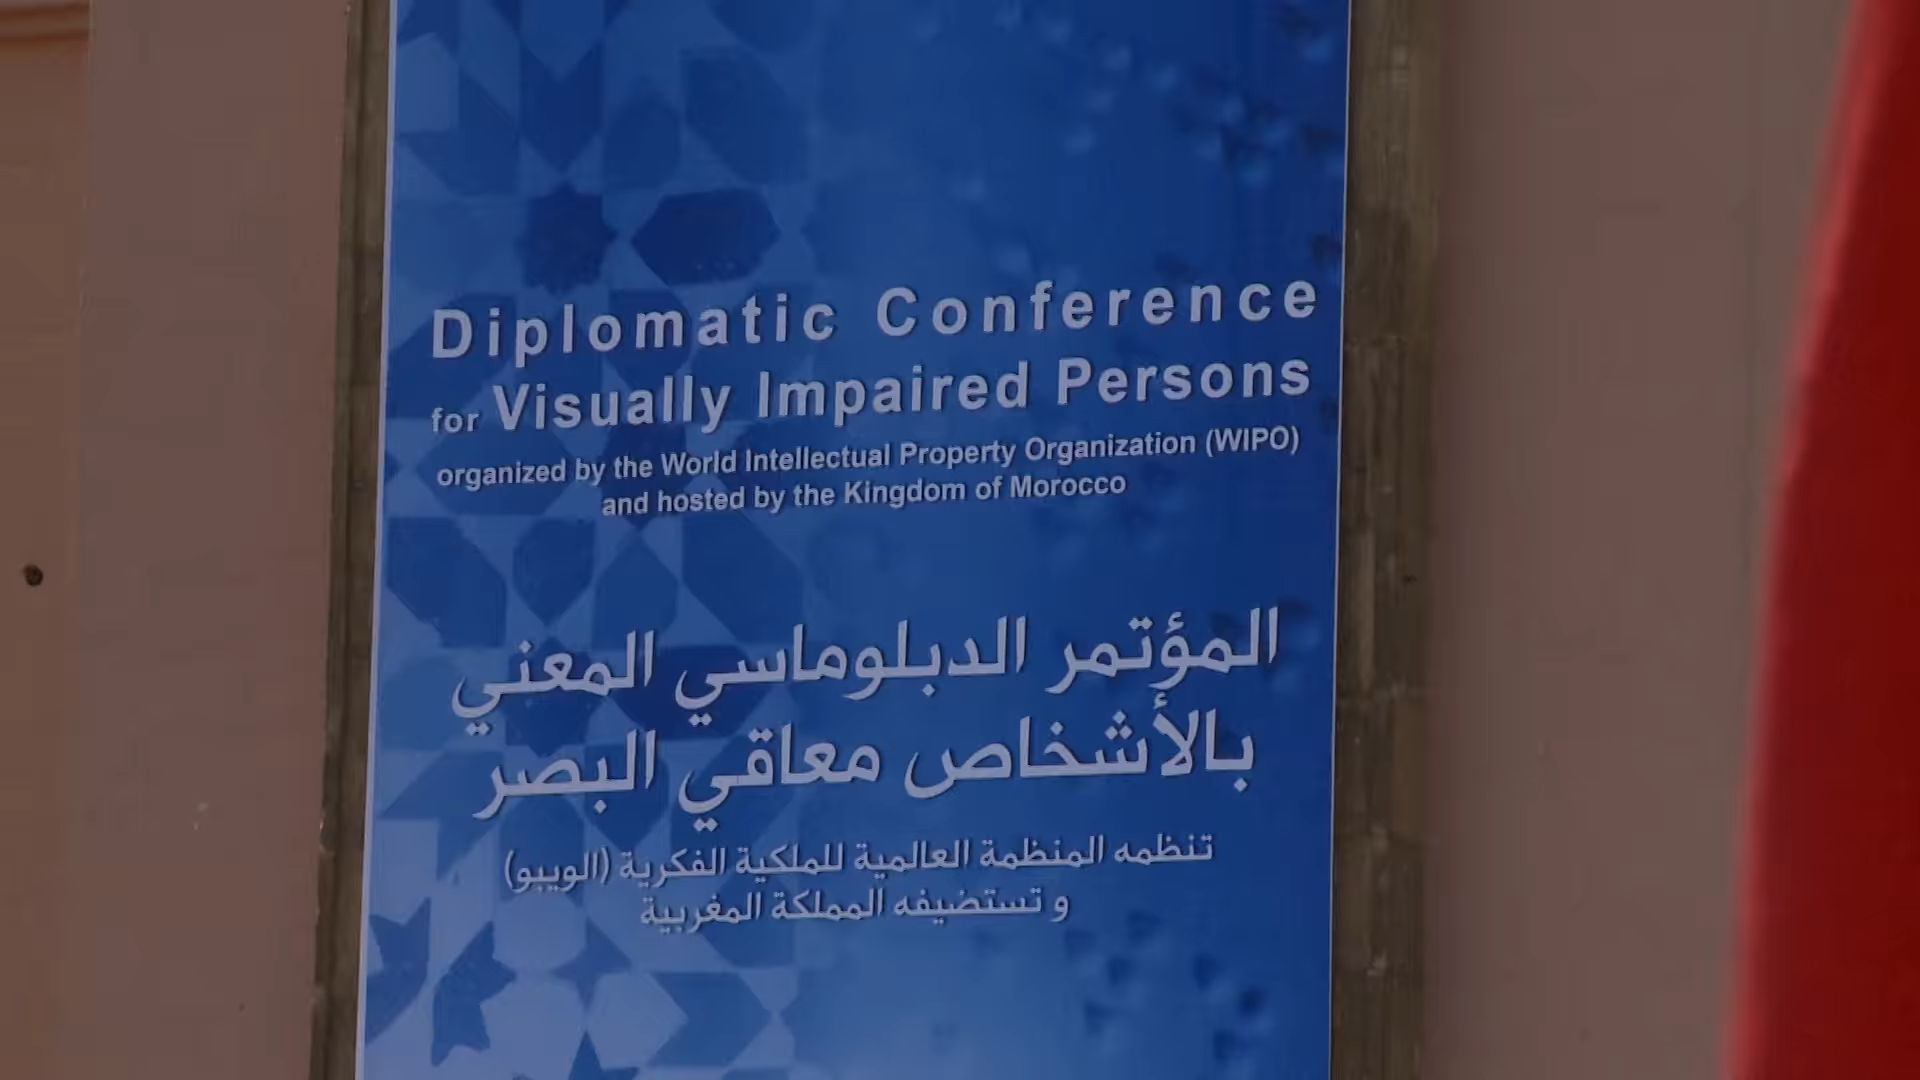 Diplomatic Conference
for Visually Impaired Persons
organized by the World Intellectual Property Organization (WIPO)
and hosted by the Kingdom of Morocco
المؤتمر الدبلوماسي المعني
بالأشخاص معاقي البصر
تنظمه المنظمة العالمية للملكية الفكرية (الويبو)
و تستضيفه المملكة المغربية